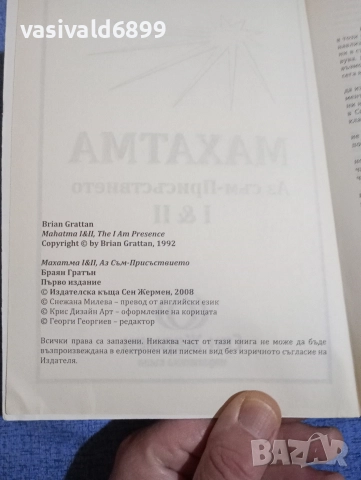 vasivald6899
МАХАТМА
Аз съм-Присъствието
I & II
Brian Grattan
Mahatma I&II, The I Am Presence
Copyright © by Brian Grattan, 1992
Махатма I&II, Аз Съм-Присъствието
Браян Гратън
Първо издание
© Издателска къща Сен Жермен, 2008
© Снежана Милева – превод от английски език
© Крис Дизайн Арт – оформление на корицата
© Георги Георгиев – редактор
Всички права са запазени. Никаква част от тази книга не може да бъде
възпроизвеждана в електронен или писмен вид без изричното съгласие на
Издателя.
BAZAR
bg